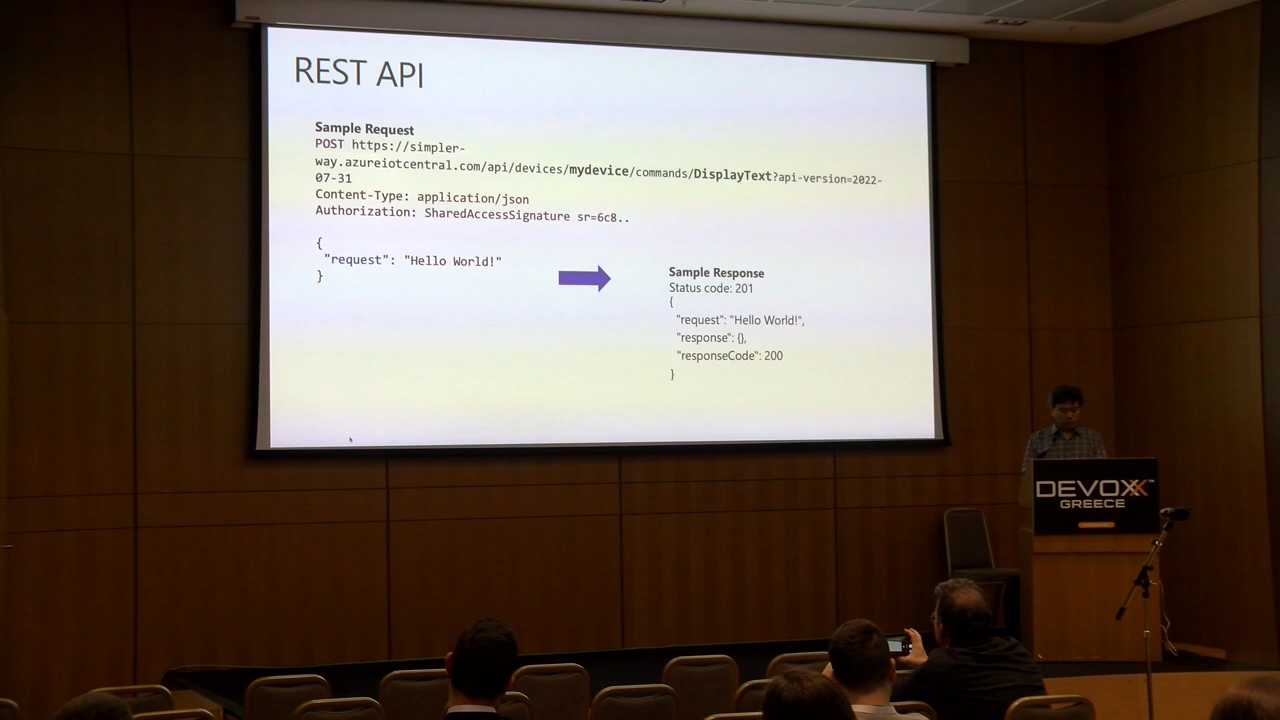 REST API
Sample Request
POST https://simpler-
way.azureiotcentral.com/api/devices/mydevice/commands/DisplayText?api-version=2022-
07-31
Content-Type: application/json
Authorization: SharedAccessSignature sr=6c8..
{
"request": "Hello World!"
}
Sample Response
Status code: 201
{
"request": "Hello World!",
"response": {},
"responseCode": 200
}
DEVOXX™
GREECE